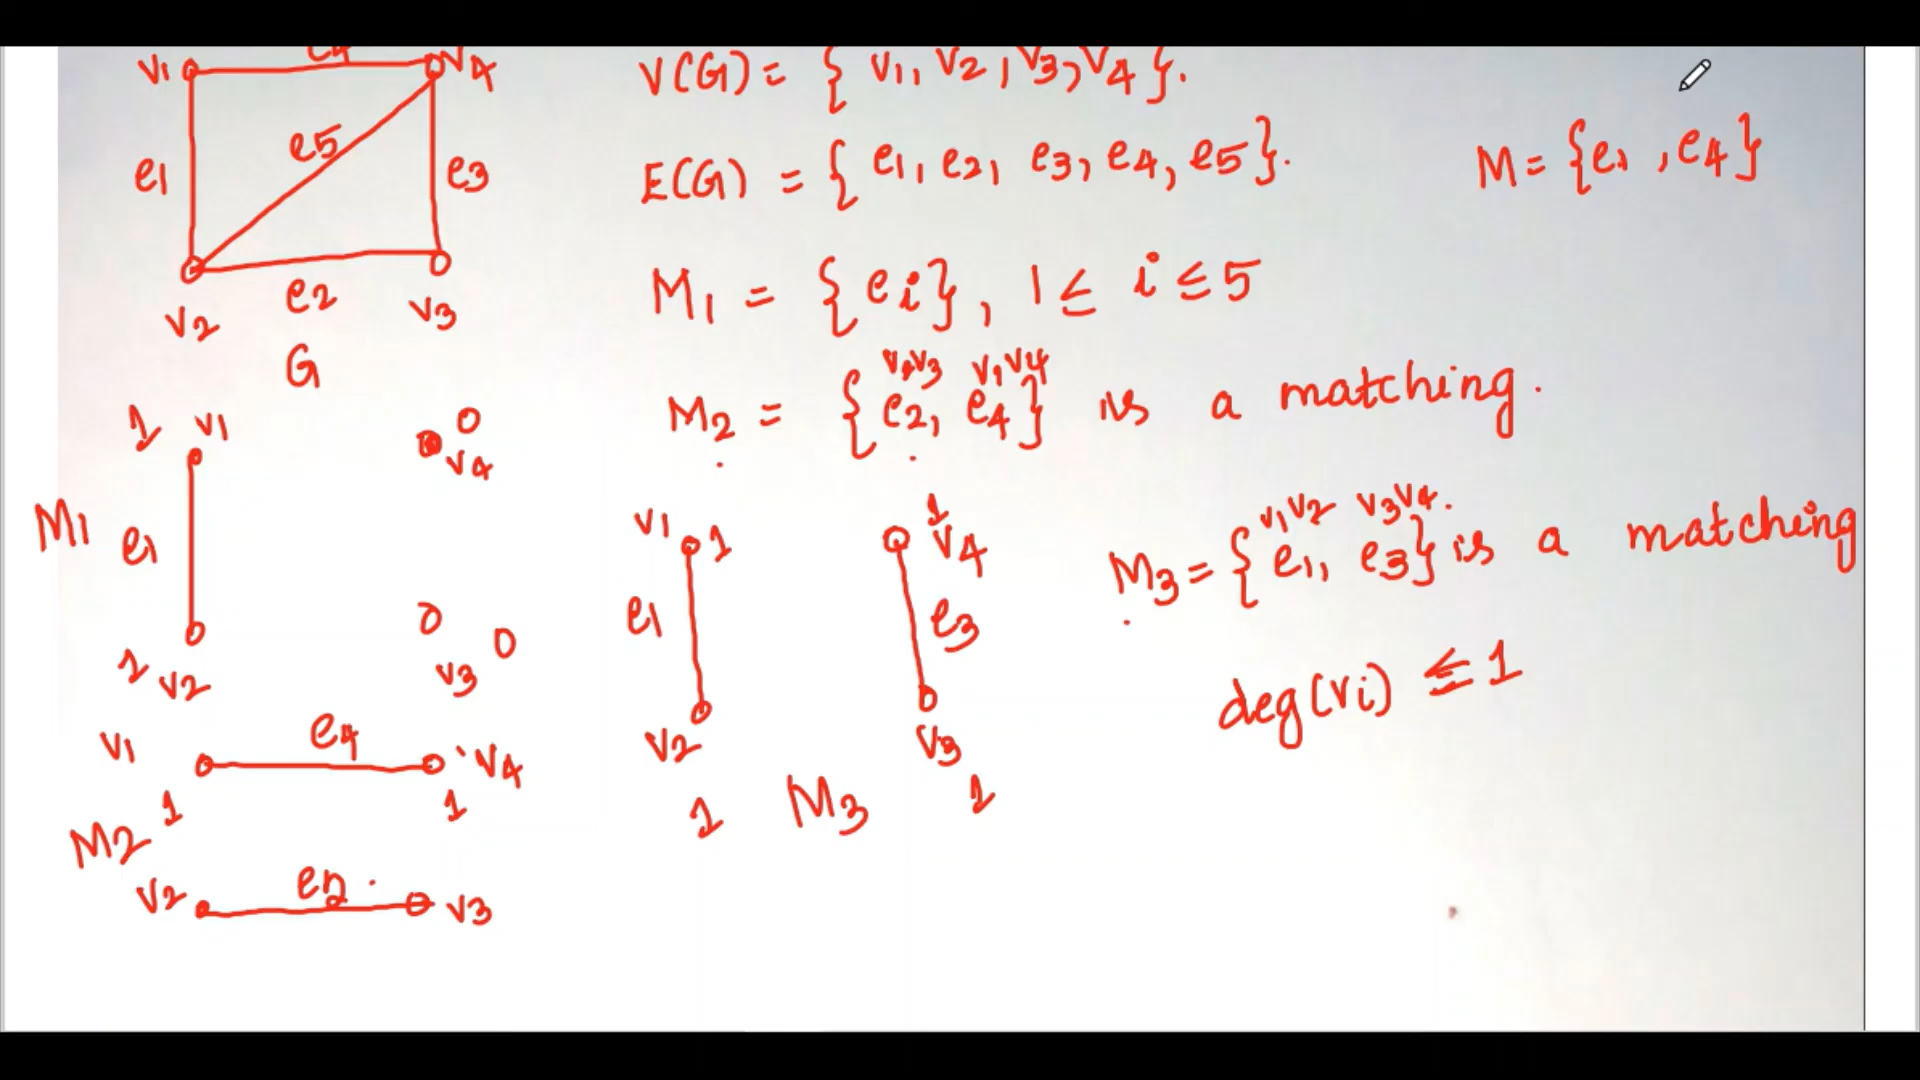 v1 e4 v4
e1 e5 e3
v2 e2 v3
G
V(G) = { v1, v2, v3, v4 }.
E(G) = { e1, e2, e3, e4, e5 }.
M = {e1, e4}
M1 = {ei}, 1 ≤ i ≤ 5
v2v3 v1v4
M2 = { e2, e4 } is a matching.
v1v2 v3v4.
M3 = { e1, e3 } is a matching
deg(vi) ≤ 1
1 v1 0
v4
M1 e1
0 0
1 v2 v3
v1 e4 v4
1 1
M2
v2 e2 v3
v1 1 1 v4
e1 e3
v2 v3
1 M3 1